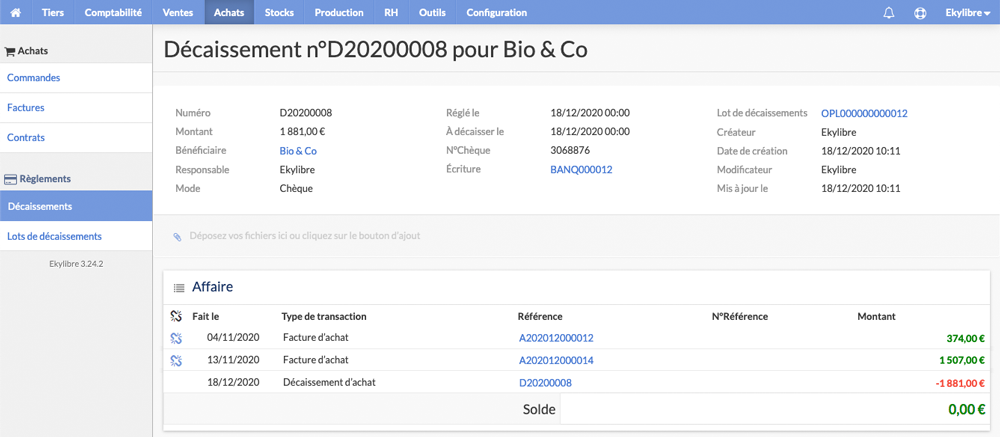 Tiers Comptabilité Ventes Achats Stocks Production RH Outils Configuration Ekylibre
Achats
Commandes
Factures
Contrats
Règlements
Décaissements
Lots de décaissements
Ekylibre 3.24.2
Décaissement n°D20200008 pour Bio & Co
Numéro D20200008 Réglé le 18/12/2020 00:00 Lot de décaissements OPL000000000012
Montant 1 881,00 € À décaisser le 18/12/2020 00:00 Créateur Ekylibre
Bénéficiaire Bio & Co N°Chèque 3068876 Date de création 18/12/2020 10:11
Responsable Ekylibre Écriture BANQ000012 Modificateur Ekylibre
Mode Chèque Mis à jour le 18/12/2020 10:11
Déposez vos fichiers ici ou cliquez sur le bouton d'ajout
Affaire
Fait le Type de transaction Référence N°Référence Montant
04/11/2020 Facture d'achat A202012000012 374,00 €
13/11/2020 Facture d'achat A202012000014 1 507,00 €
18/12/2020 Décaissement d'achat D20200008 -1 881,00 €
Solde 0,00 €